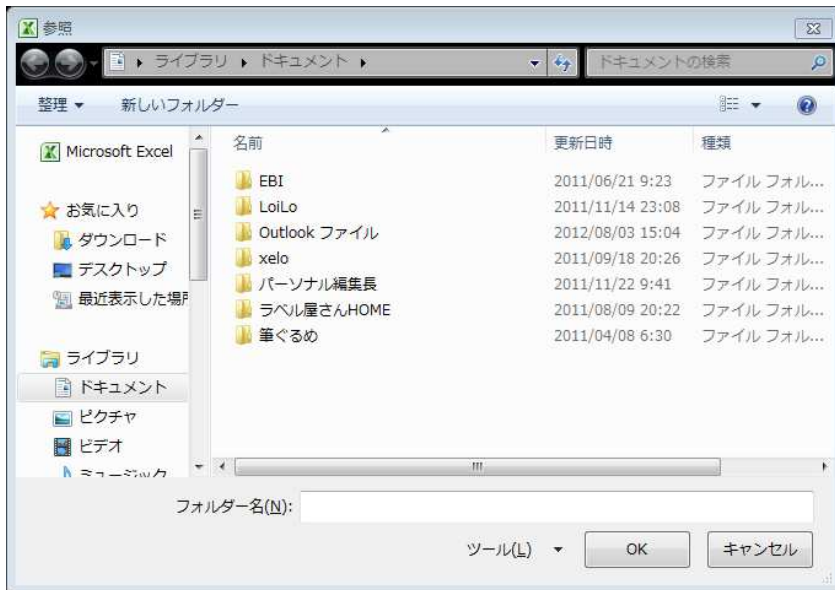 参照
ライブラリ ドキュメント ドキュメントの検索
整理 新しいフォルダー
Microsoft Excel
お気に入り
ダウンロード
デスクトップ
最近表示した場所
ライブラリ
ドキュメント
ピクチャ
ビデオ
ミュージック
名前 更新日時 種類
EBI 2011/06/21 9:23 ファイル フォル...
LoiLo 2011/11/14 23:08 ファイル フォル...
Outlook ファイル 2012/08/03 15:04 ファイル フォル...
xelo 2011/09/18 20:26 ファイル フォル...
パーソナル編集長 2011/11/22 9:41 ファイル フォル...
ラベル屋さんHOME 2011/08/09 20:22 ファイル フォル...
筆ぐるめ 2011/04/08 6:30 ファイル フォル...
フォルダー名(N):
ツール(L) OK キャンセル